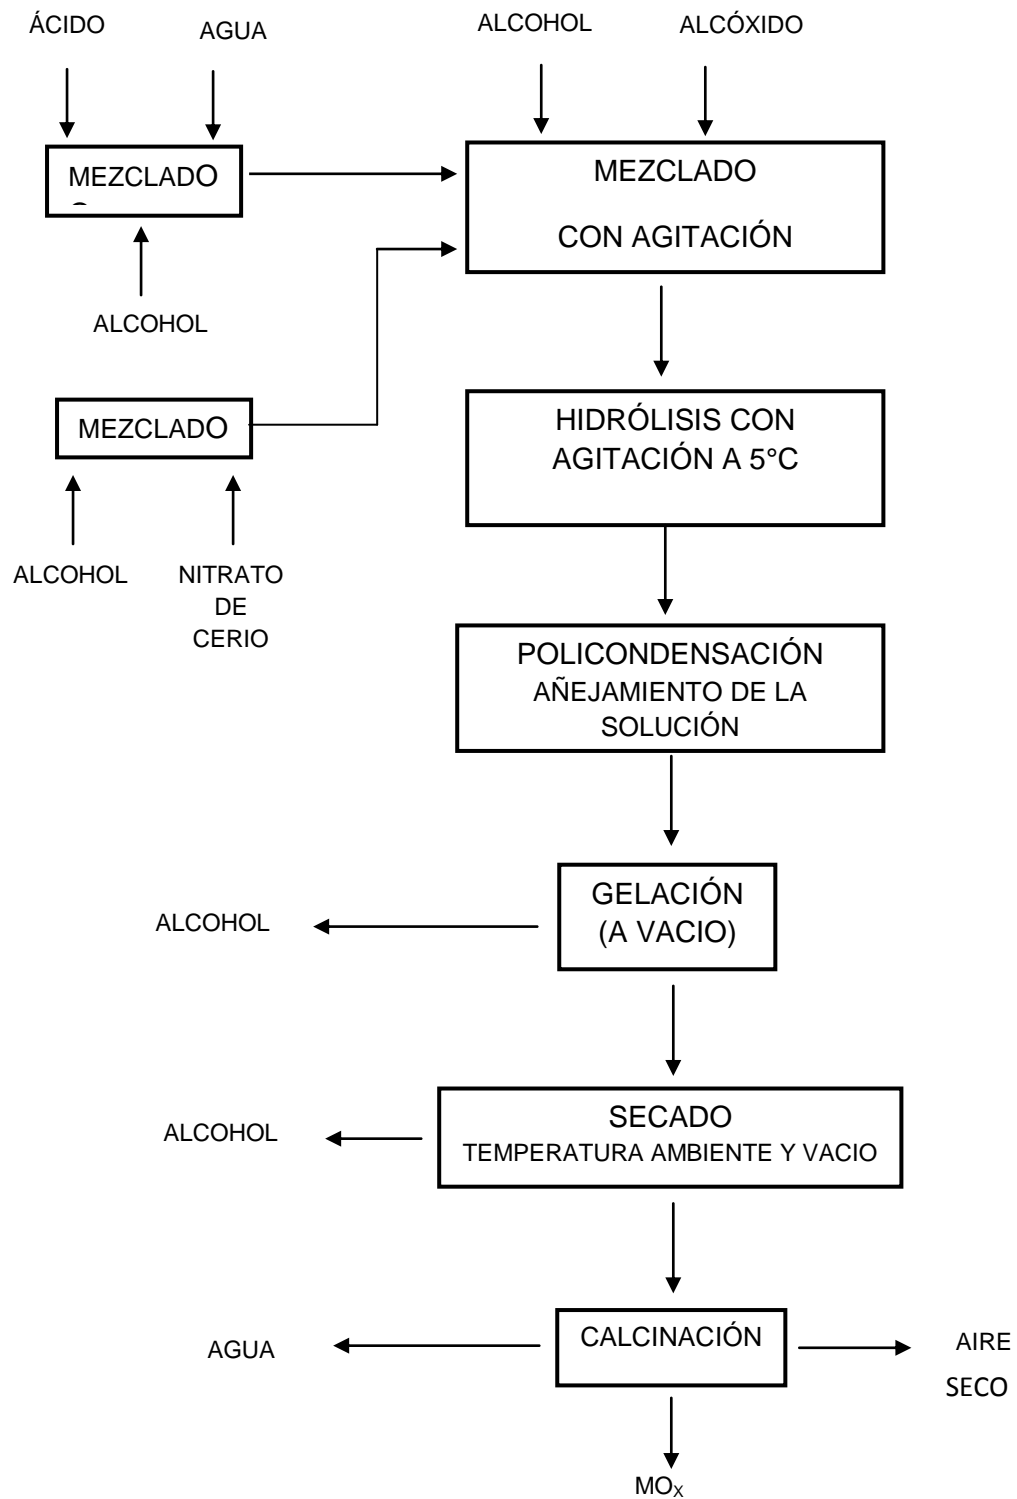 ÁCIDO
AGUA
ALCOHOL
ALCÓXIDO
MEZCLADO
MEZCLADO
CON AGITACIÓN
ALCOHOL
MEZCLADO
HIDRÓLISIS CON
AGITACIÓN A 5°C
ALCOHOL
NITRATO
DE
CERIO
POLICONDENSACIÓN
AÑEJAMIENTO DE LA
SOLUCIÓN
GELACIÓN
(A VACIO)
ALCOHOL
SECADO
TEMPERATURA AMBIENTE Y VACIO
ALCOHOL
CALCINACIÓN
AGUA
AIRE
SECO
MOX